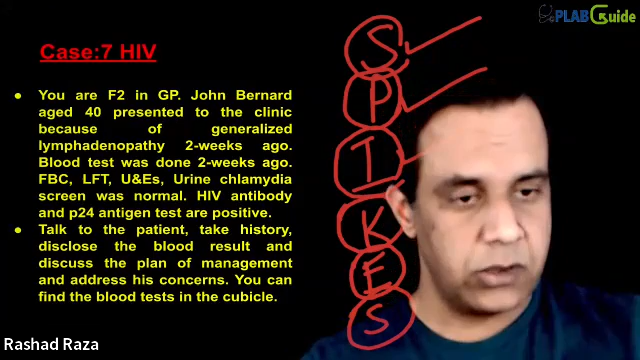 PLAB Guide
Case:7 HIV
● You are F2 in GP. John Bernard
aged 40 presented to the clinic
because of generalized
lymphadenopathy 2-weeks ago.
Blood test was done 2-weeks ago.
FBC, LFT, U&Es, Urine chlamydia
screen was normal. HIV antibody
and p24 antigen test are positive.
● Talk to the patient, take history,
disclose the blood result and
discuss the plan of management
and address his concerns. You can
find the blood tests in the cubicle.
S
P
I
K
E
S
Rashad Raza